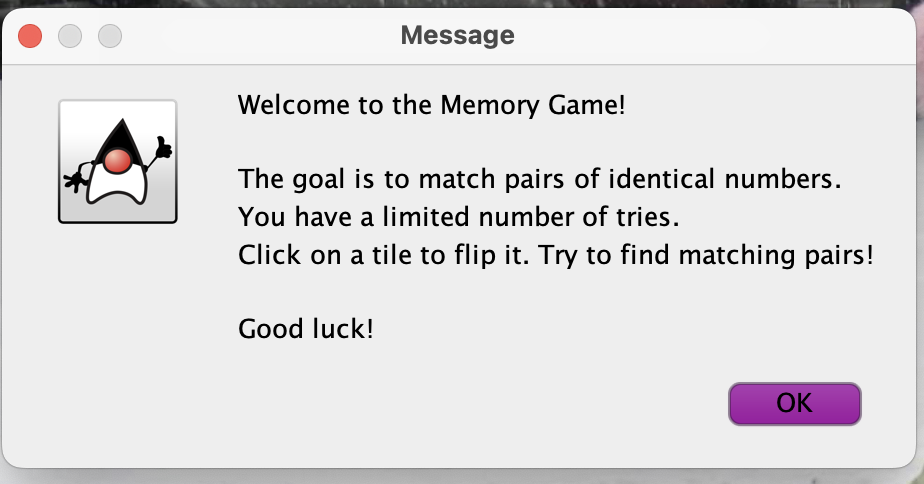 Message
Welcome to the Memory Game!
The goal is to match pairs of identical numbers.
You have a limited number of tries.
Click on a tile to flip it. Try to find matching pairs!
Good luck!
OK